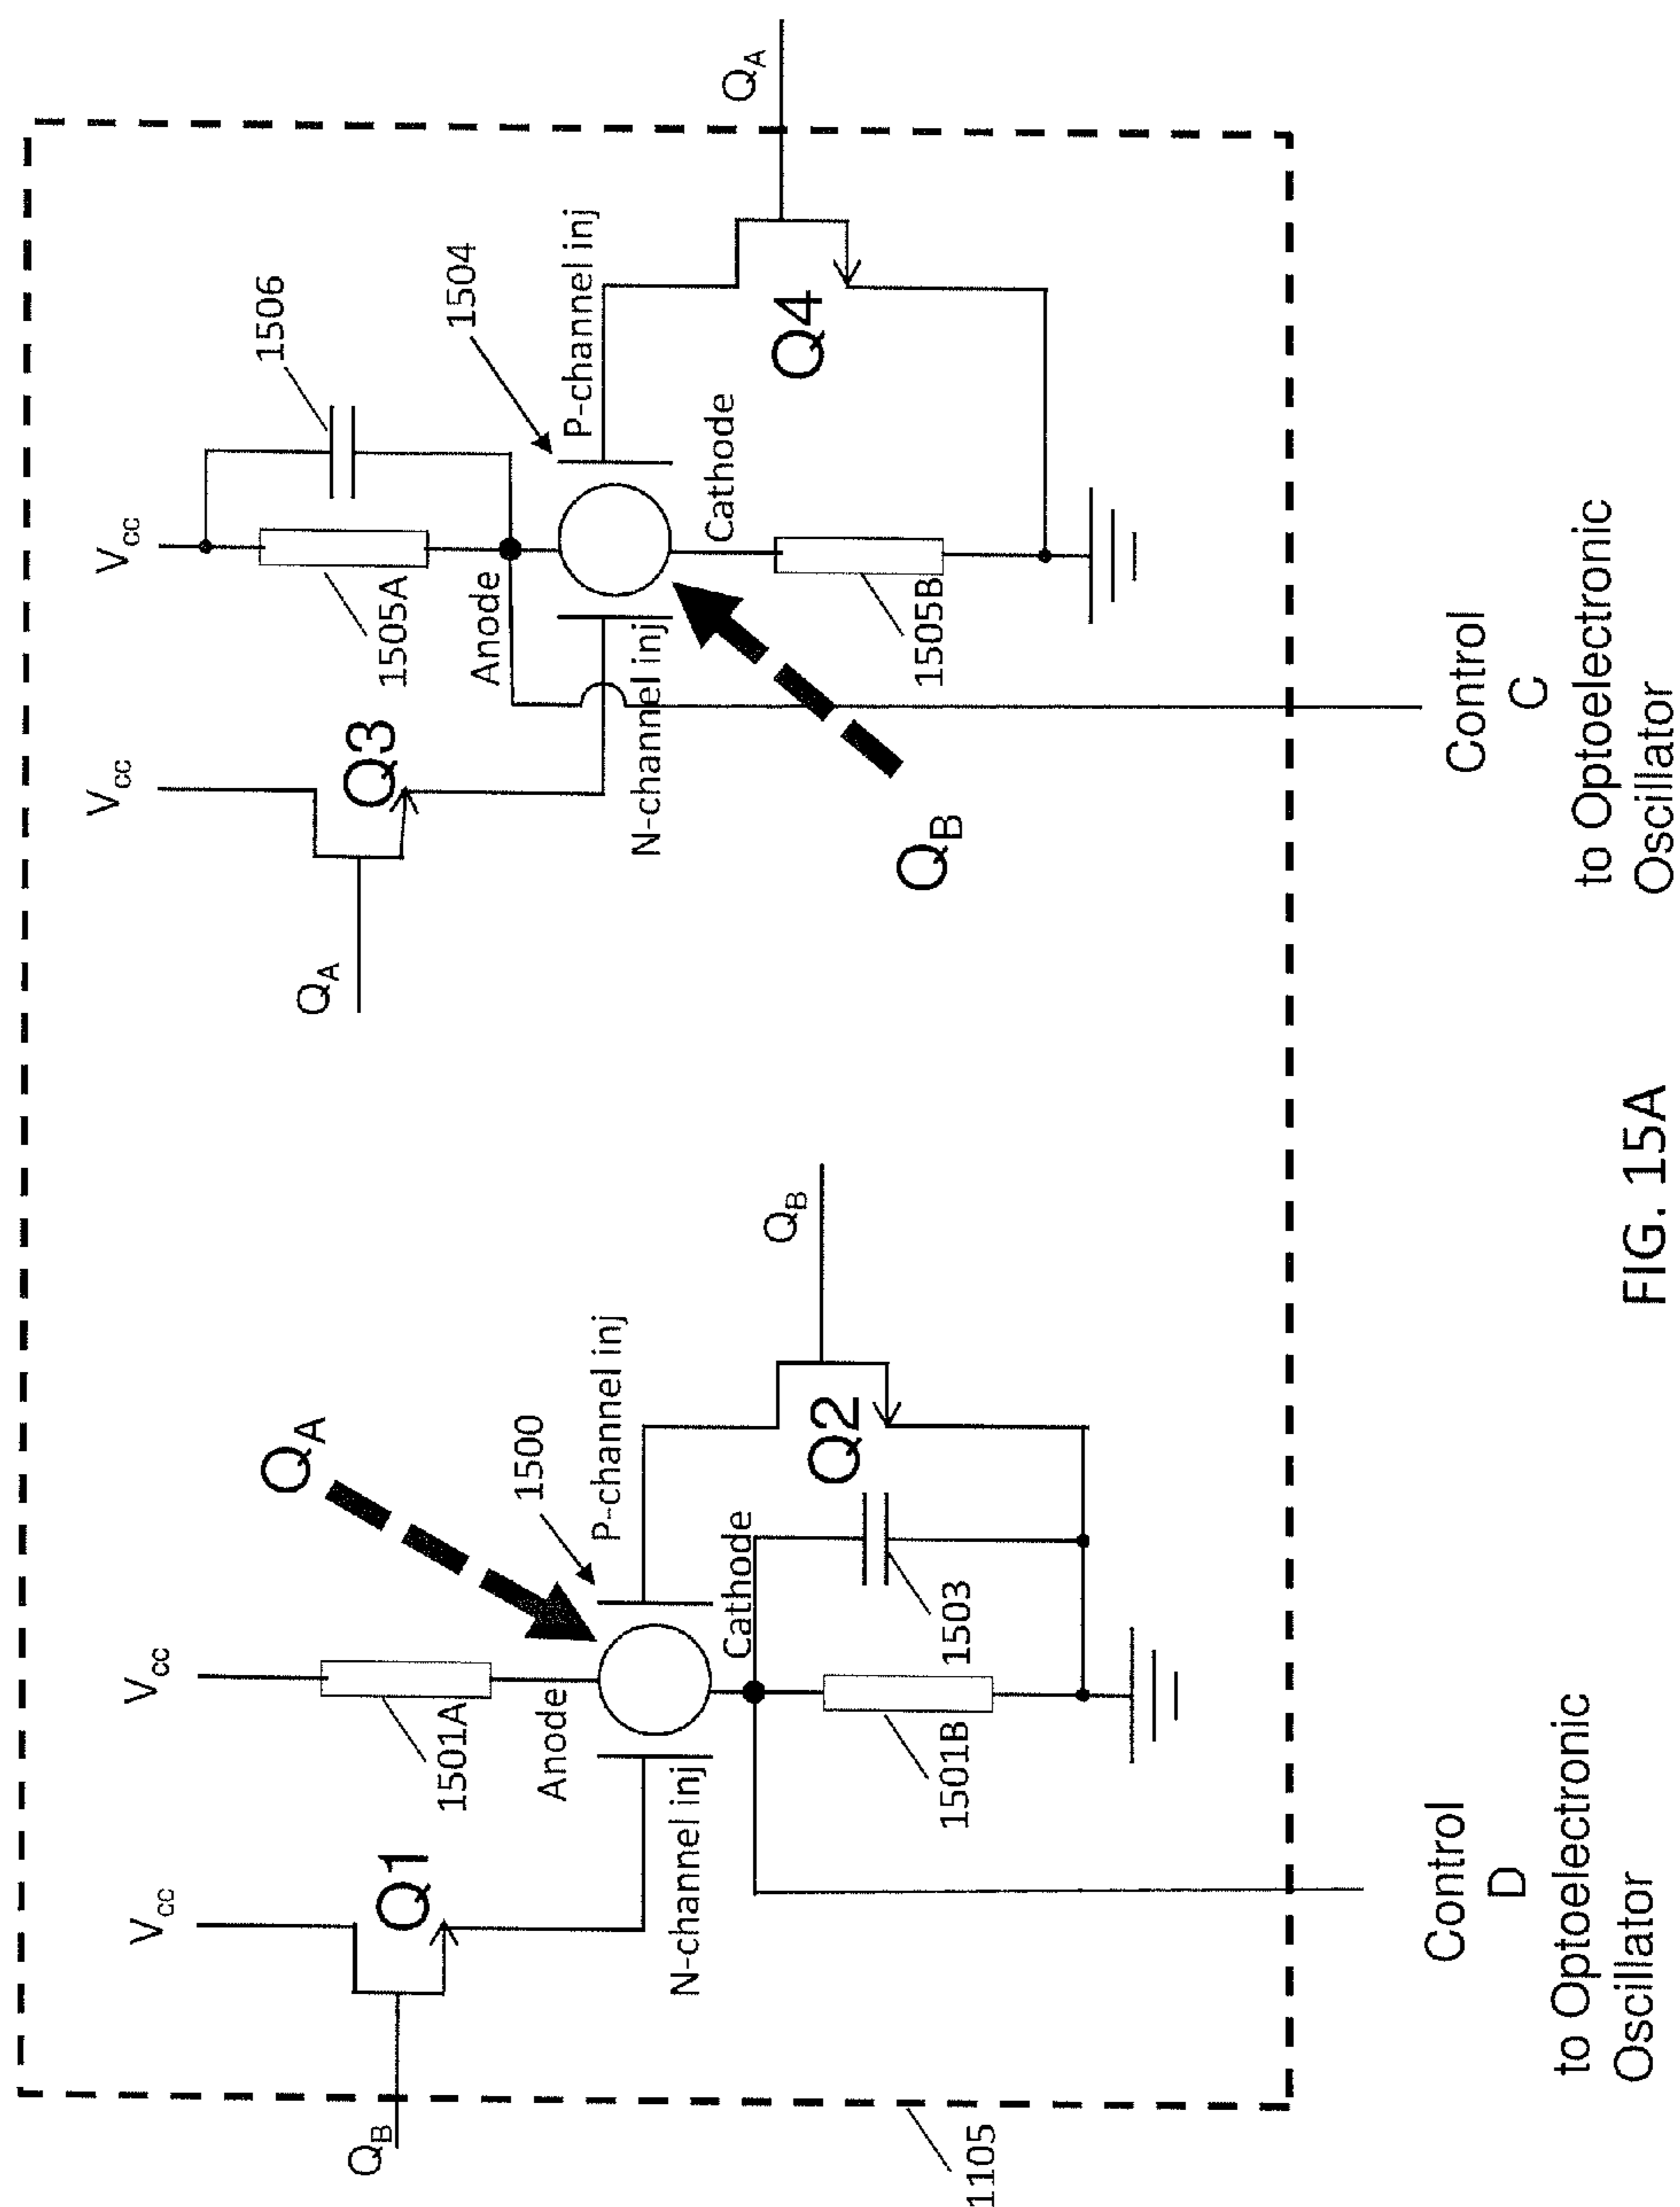 V_CC
V_CC
V_CC
V_CC
Q_A
Q_B
Q1
Q_A
Q3
1501A
1500
1505A
1506
1504
Anode
P-channel inj
Anode
P-channel inj
N-channel inj
Cathode
N-channel inj
Cathode
Q_B
Q2
Q_A
Q4
1501B
1503
Q_B
1505B
1105
Control
D
to Optoelectronic
Oscillator
Control
C
to Optoelectronic
Oscillator
FIG. 15A